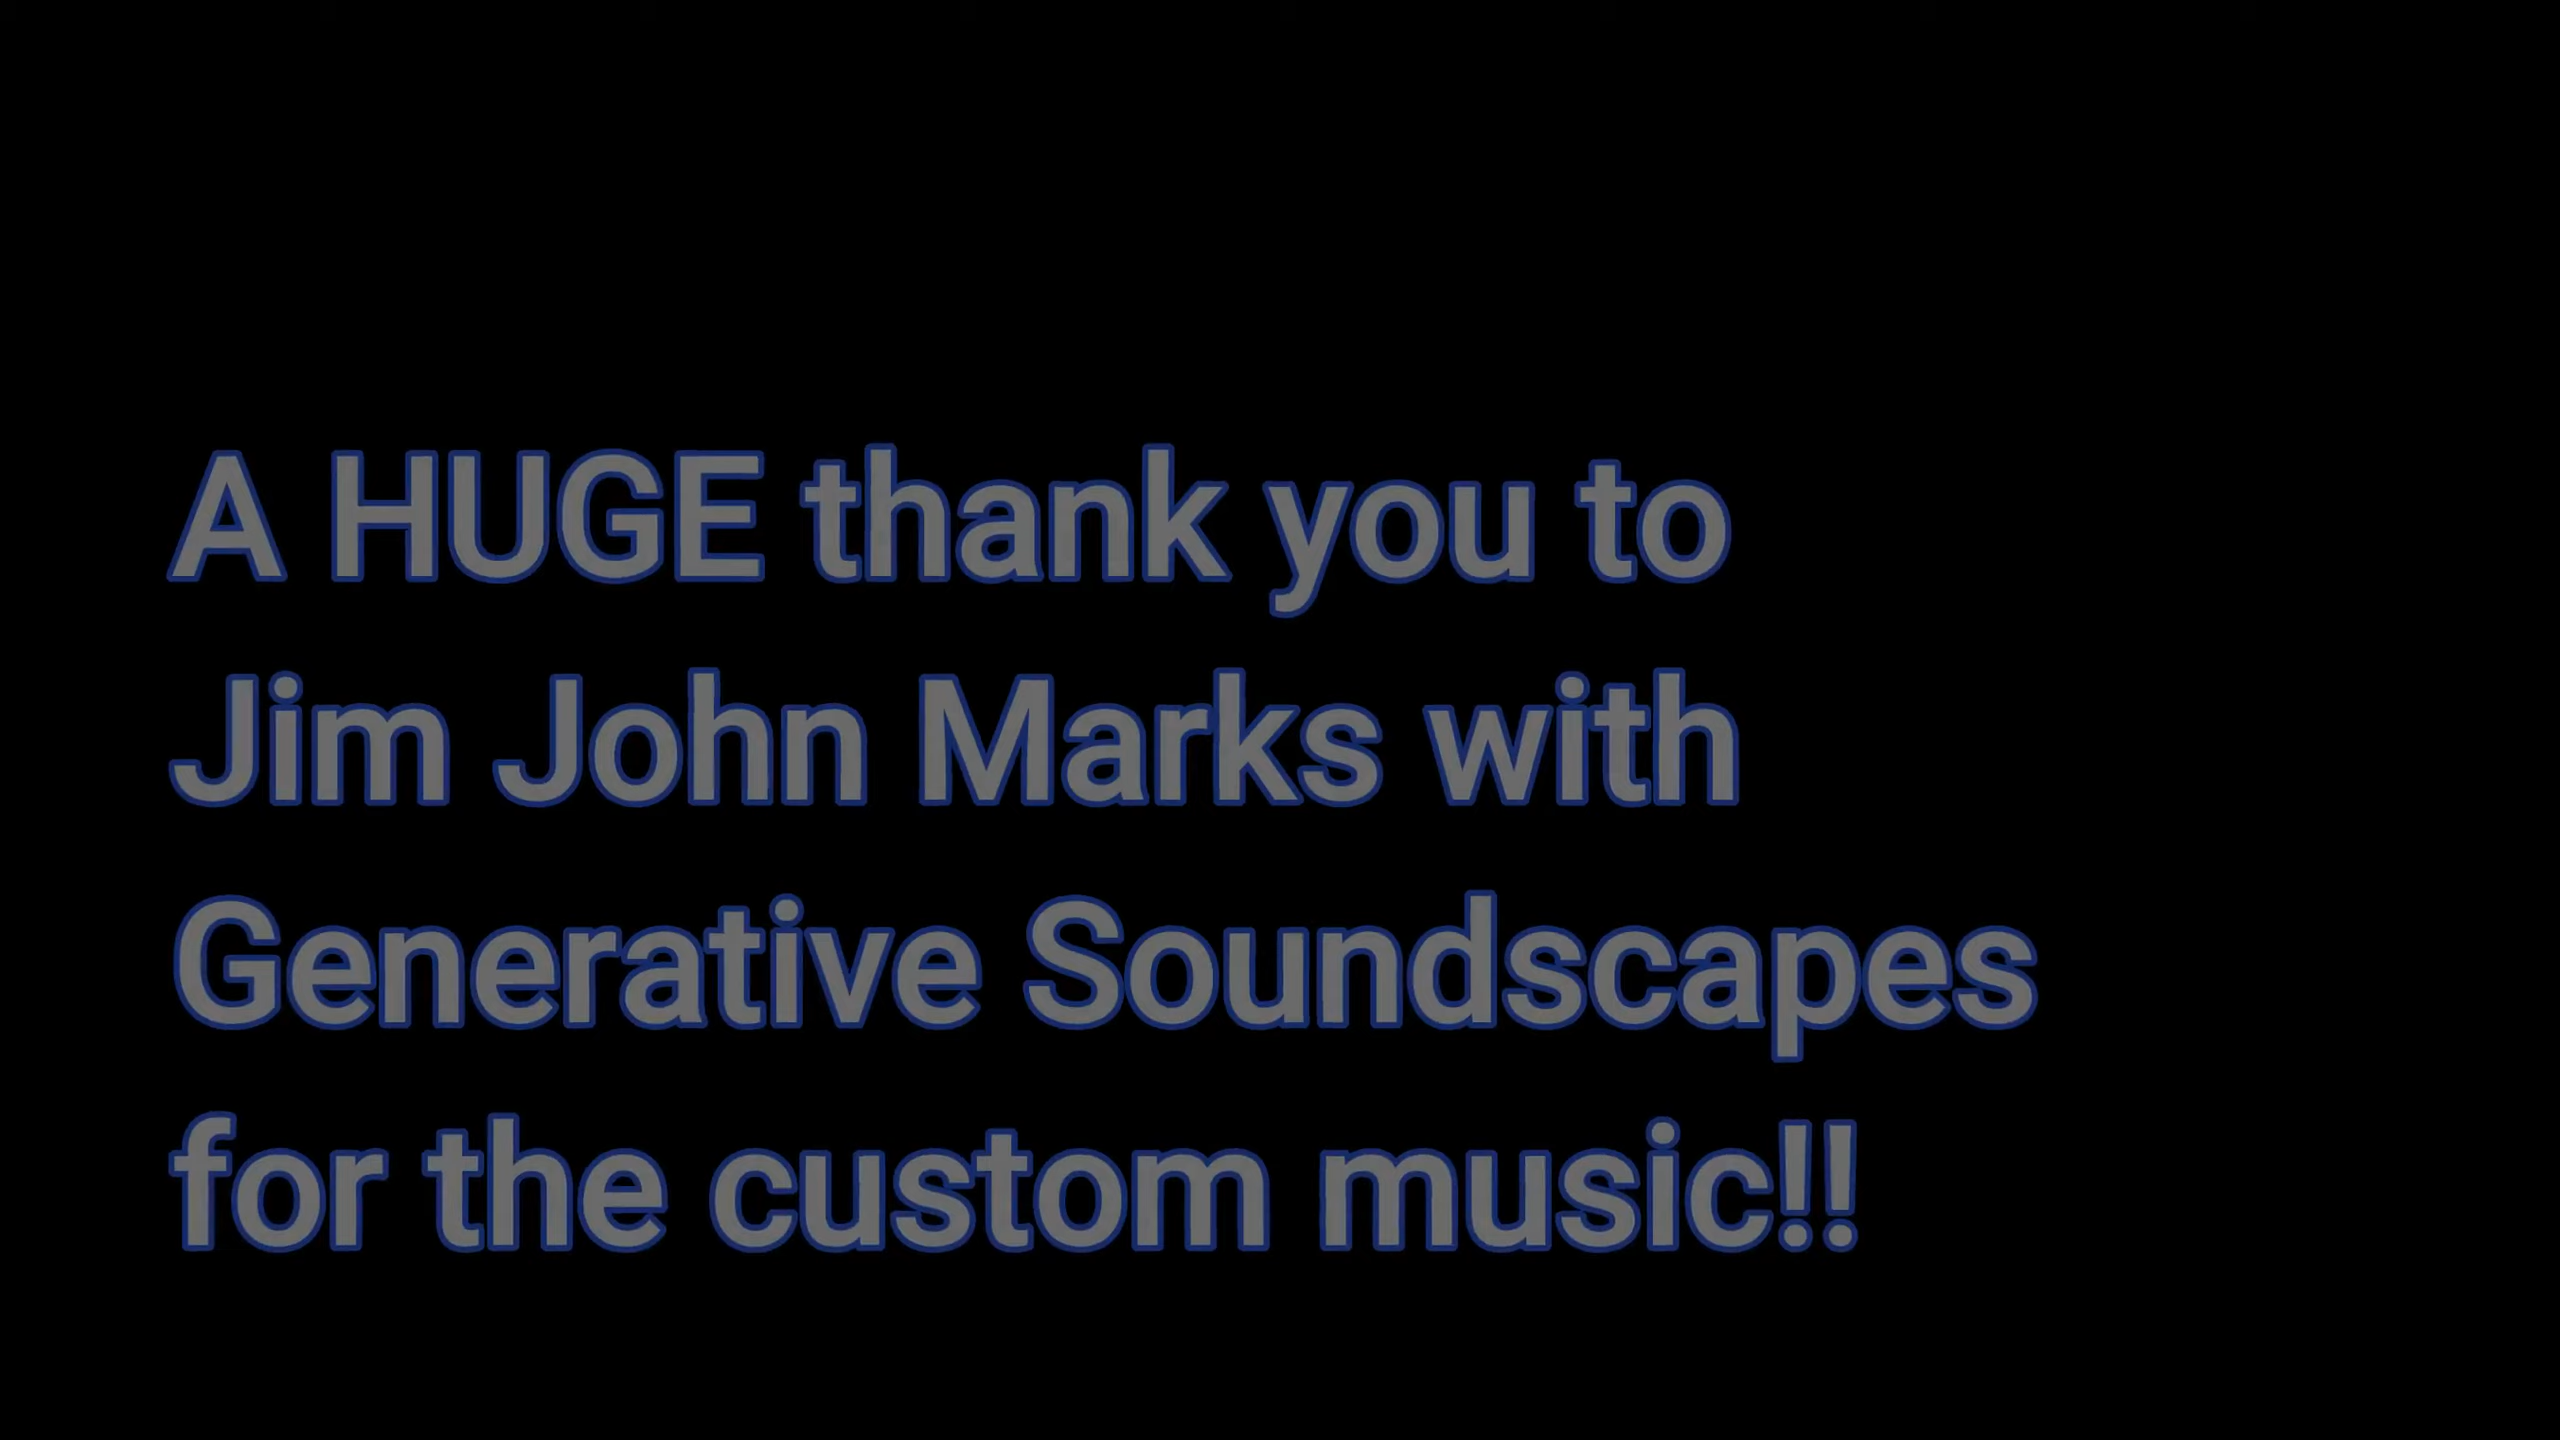 A HUGE thank you to
Jim John Marks with
Generative Soundscapes
for the custom music!!